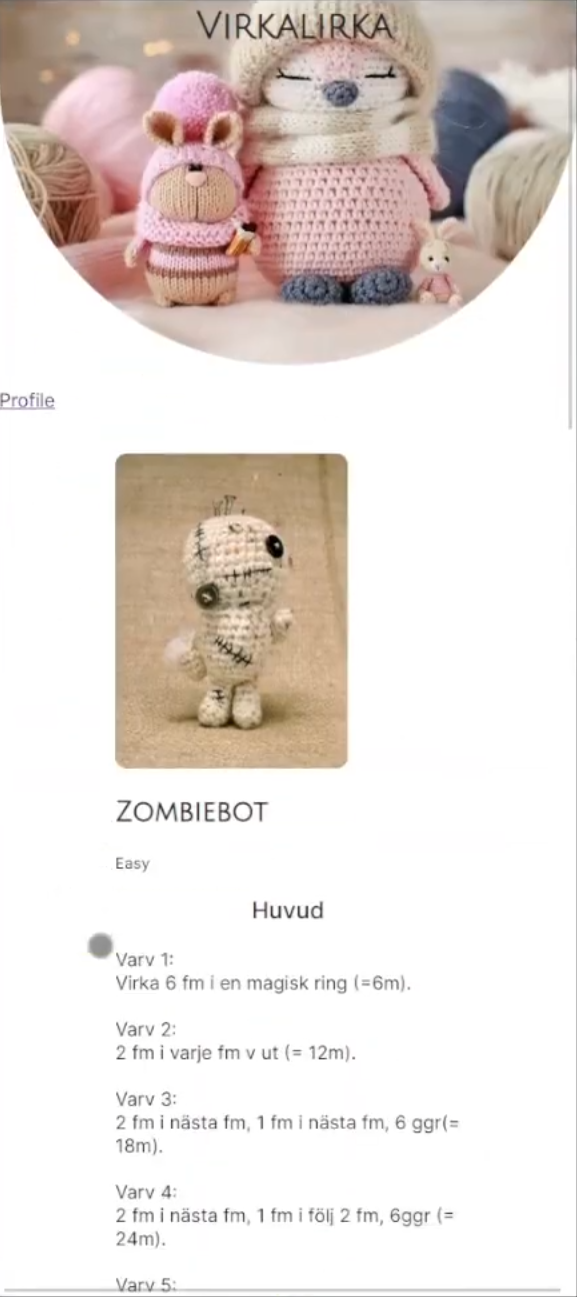 Virkalirka
Profile
Zombiebot
Easy
Huvud
Varv 1:
Virka 6 fm i en magisk ring (=6m).
Varv 2:
2 fm i varje fm v ut (= 12m).
Varv 3:
2 fm i nästa fm, 1 fm i nästa fm, 6 ggr(=
18m).
Varv 4:
2 fm i nästa fm, 1 fm i följ 2 fm, 6ggr (=
24m).
Varv 5: